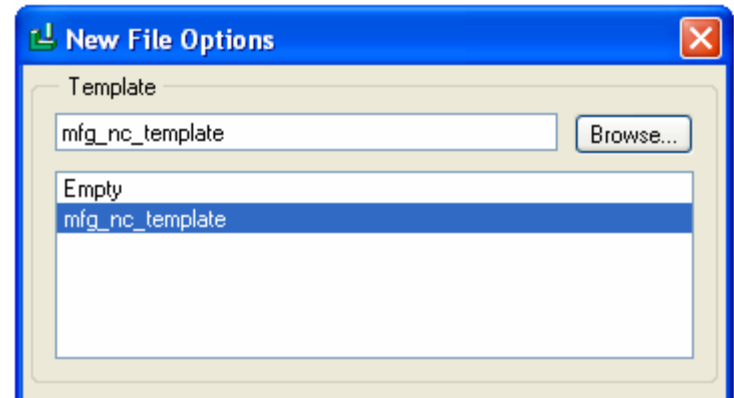 New File Options
Template
mfg_nc_template
Browse...
Empty
mfg_nc_template